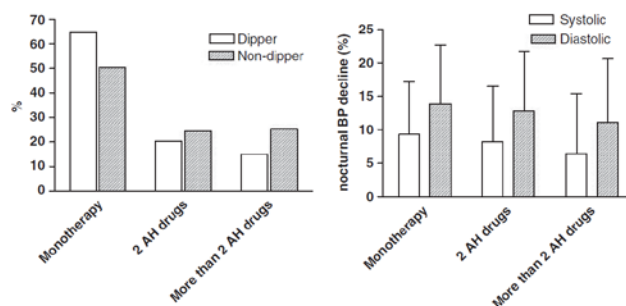 70
60
50
40
30
20
10
0
%
Dipper
Non-dipper
Monotherapy
2 AH drugs
More than 2 AH drugs
25
20
15
10
5
0
nocturnal BP decline (%)
Systolic
Diastolic
Monotherapy
2 AH drugs
More than 2 AH drugs